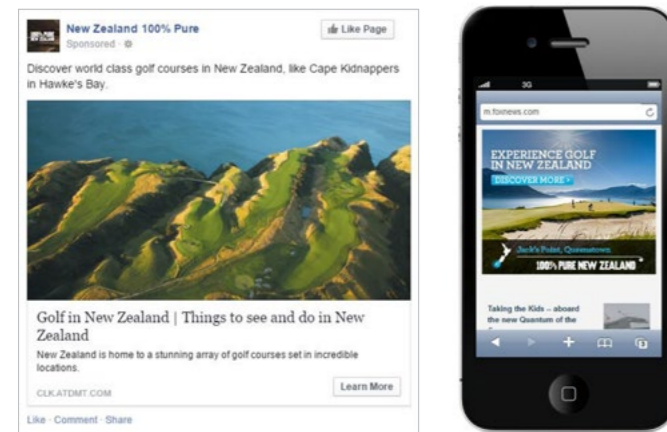 New Zealand 100% Pure
Sponsored ·
Like Page
Discover world class golf courses in New Zealand, like Cape Kidnappers
in Hawke's Bay.
Golf in New Zealand | Things to see and do in New
Zealand
New Zealand is home to a stunning array of golf courses set in incredible
locations.
CLK.ATDMT.COM
Learn More
Like · Comment · Share
3G
m.foxnews.com
EXPERIENCE GOLF
IN NEW ZEALAND
DISCOVER MORE
Jack's Point, Queenstown
100% PURE NEW ZEALAND
Taking the Kids -- aboard
the new Quantum of the